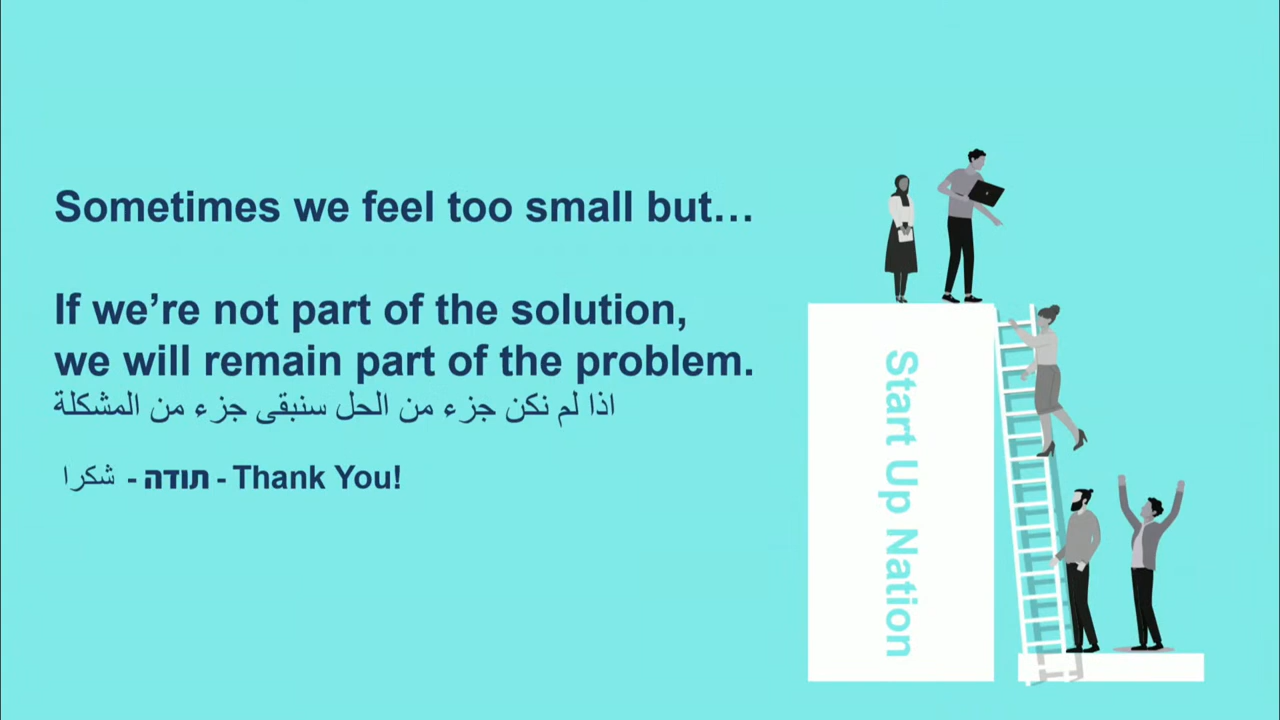 Sometimes we feel too small but…
If we’re not part of the solution,
we will remain part of the problem.
اذا لم نكن جزء من الحل سنبقى جزء من المشكلة
شكرا - תודה - Thank You!
Start Up Nation